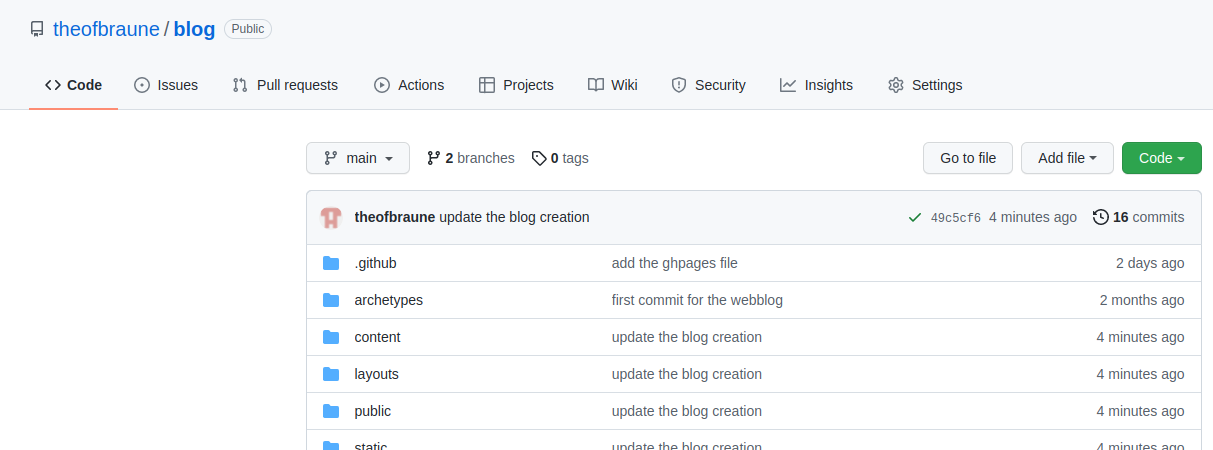 theofbraune / blog Public
Code Issues Pull requests Actions Projects Wiki Security Insights Settings
main 2 branches 0 tags Go to file Add file Code
theofbraune update the blog creation 49c5cf6 4 minutes ago 16 commits
.github add the ghpages file 2 days ago
archetypes first commit for the webblog 2 months ago
content update the blog creation 4 minutes ago
layouts update the blog creation 4 minutes ago
public update the blog creation 4 minutes ago
static update the blog creation 4 minutes ago